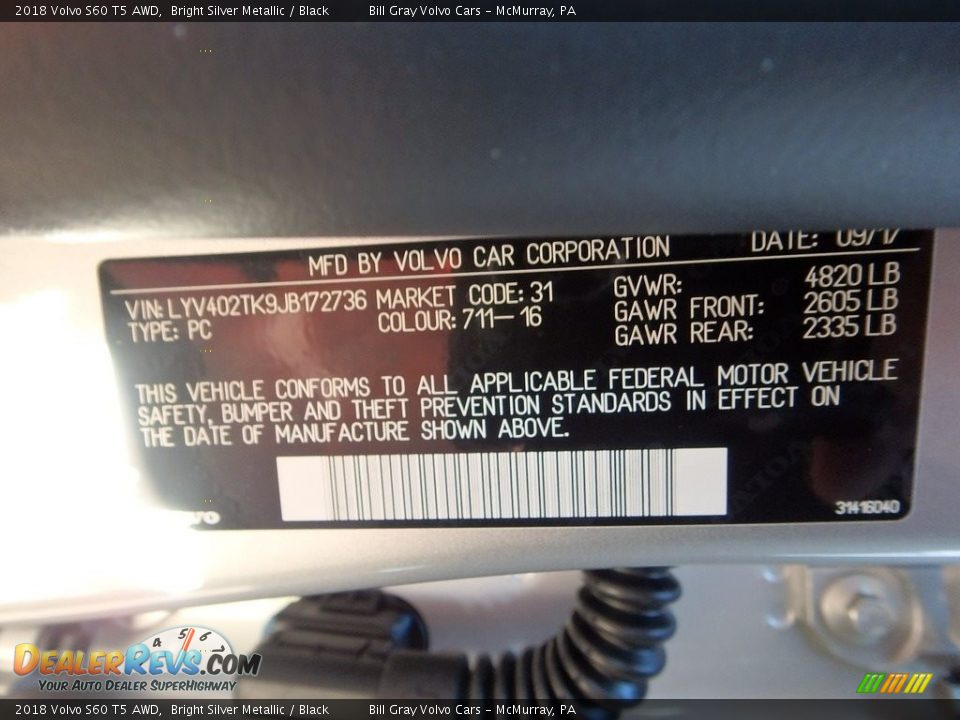 2018 Volvo S60 T5 AWD, Bright Silver Metallic / Black Bill Gray Volvo Cars - McMurray, PA
MFD BY VOLVO CAR CORPORATION DATE: 09/17
VIN: LYV402TK9JB172736 MARKET CODE: 31 GVWR: 4820 LB
TYPE: PC COLOUR: 711-16 GAWR FRONT: 2605 LB
GAWR REAR: 2335 LB
THIS VEHICLE CONFORMS TO ALL APPLICABLE FEDERAL MOTOR VEHICLE
SAFETY, BUMPER AND THEFT PREVENTION STANDARDS IN EFFECT ON
THE DATE OF MANUFACTURE SHOWN ABOVE.
31416040
4 5 6
DEALERREVS.COM
YOUR AUTO DEALER SUPERHIGHWAY
2018 Volvo S60 T5 AWD, Bright Silver Metallic / Black Bill Gray Volvo Cars - McMurray, PA